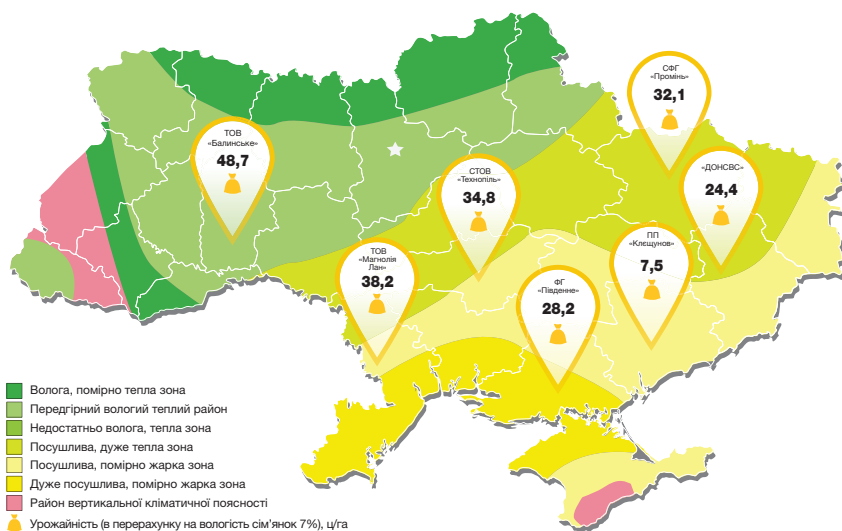 СФГ
«Промінь»
32,1
ТОВ
«Балинське»
48,7
СТОВ
«Технопіль»
34,8
«ДОНСВС»
24,4
ПП
«Клєщунов»
7,5
ТОВ
«Магнолія
Лан»
38,2
ФГ
«Південне»
28,2
Волога, помірно тепла зона
Передгірний вологий теплий район
Недостатньо волога, тепла зона
Посушлива, дуже тепла зона
Посушлива, помірно жарка зона
Дуже посушлива, помірно жарка зона
Район вертикальної кліматичної поясності
Урожайність (в перерахунку на вологість сім'янок 7%), ц/га